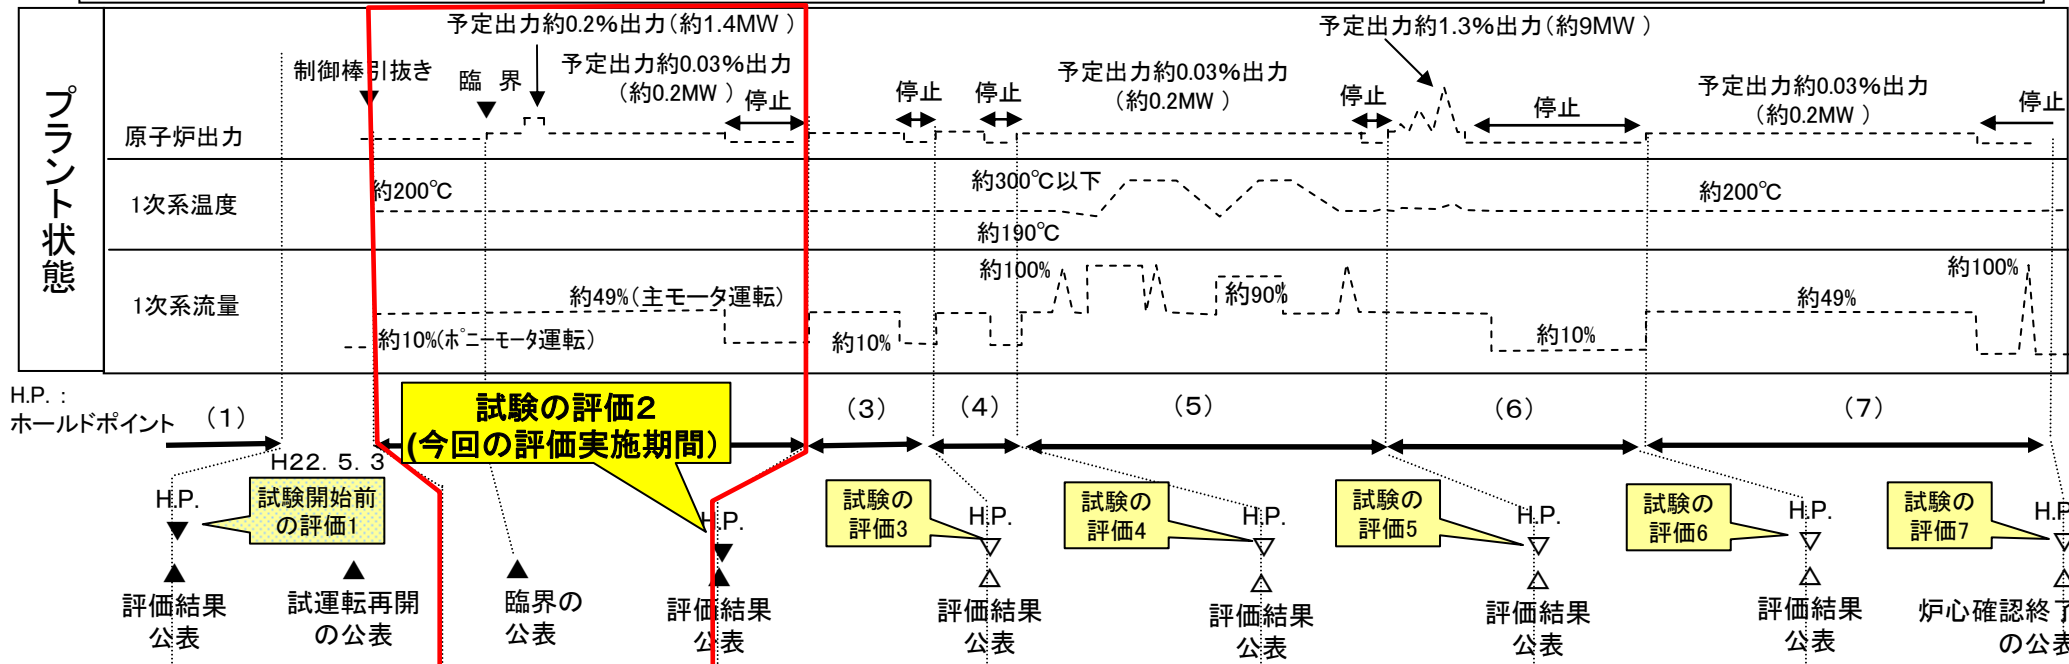 予定出力約0.2%出力(約1.4MW )
予定出力約1.3%出力(約9MW )
制御棒引抜き
臨 界
予定出力約0.03%出力
(約0.2MW )
停止
停止
停止
予定出力約0.03%出力
(約0.2MW )
停止
停止
予定出力約0.03%出力
(約0.2MW )
停止
プラント状態
原子炉出力
1次系温度
約200℃
約300℃以下
約190℃
約200℃
1次系流量
約10%(ポニーモータ運転)
約49%(主モータ運転)
約10%
約100%
約90%
約10%
約49%
約100%
H.P. :
ホールドポイント
(1)
試験の評価2
(今回の評価実施期間)
(3)
(4)
(5)
(6)
(7)
H22. 5. 3
H.P.
試験開始前
の評価1
H.P.
試験の
評価3
H.P.
試験の
評価4
H.P.
試験の
評価5
H.P.
試験の
評価6
H.P.
試験の
評価7
H.P
評価結果
公表
試運転再開
の公表
臨界の
公表
評価結果
公表
評価結果
公表
評価結果
公表
評価結果
公表
評価結果
公表
炉心確認終了
の公表